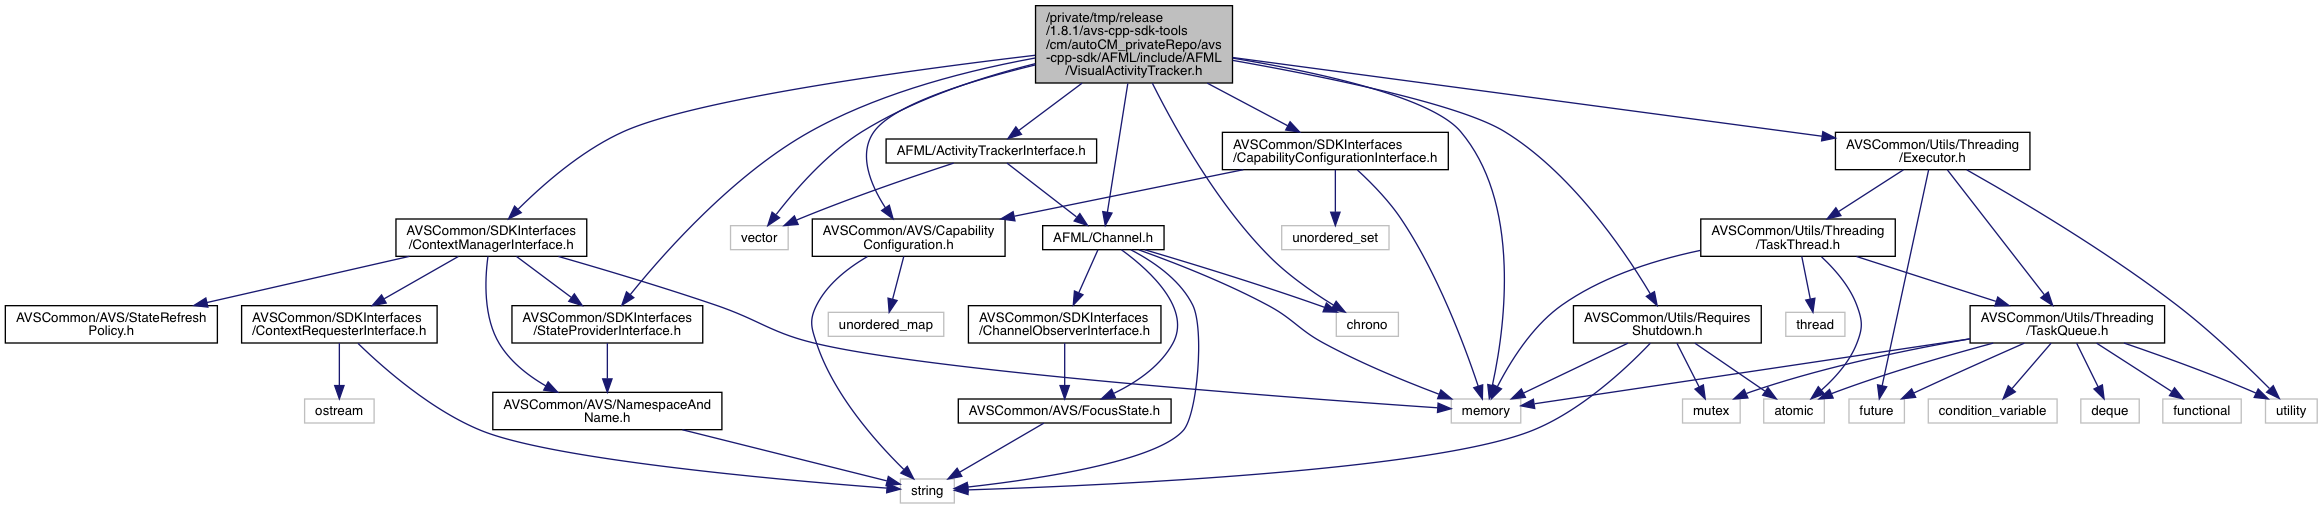 /private/tmp/release
/1.8.1/avs-cpp-sdk-tools
/cm/autoCM_privateRepo/avs
-cpp-sdk/AFML/include/AFML
/VisualActivityTracker.h
AFML/ActivityTrackerInterface.h
AVSCommon/SDKInterfaces
/CapabilityConfigurationInterface.h
AVSCommon/Utils/Threading
/Executor.h
AVSCommon/SDKInterfaces
/ContextManagerInterface.h
vector
AVSCommon/AVS/Capability
Configuration.h
AFML/Channel.h
unordered_set
AVSCommon/Utils/Threading
/TaskThread.h
AVSCommon/AVS/StateRefresh
Policy.h
AVSCommon/SDKInterfaces
/ContextRequesterInterface.h
AVSCommon/SDKInterfaces
/StateProviderInterface.h
unordered_map
AVSCommon/SDKInterfaces
/ChannelObserverInterface.h
chrono
AVSCommon/Utils/Requires
Shutdown.h
thread
AVSCommon/Utils/Threading
/TaskQueue.h
ostream
AVSCommon/AVS/NamespaceAnd
Name.h
AVSCommon/AVS/FocusState.h
memory
mutex
atomic
future
condition_variable
deque
functional
utility
string